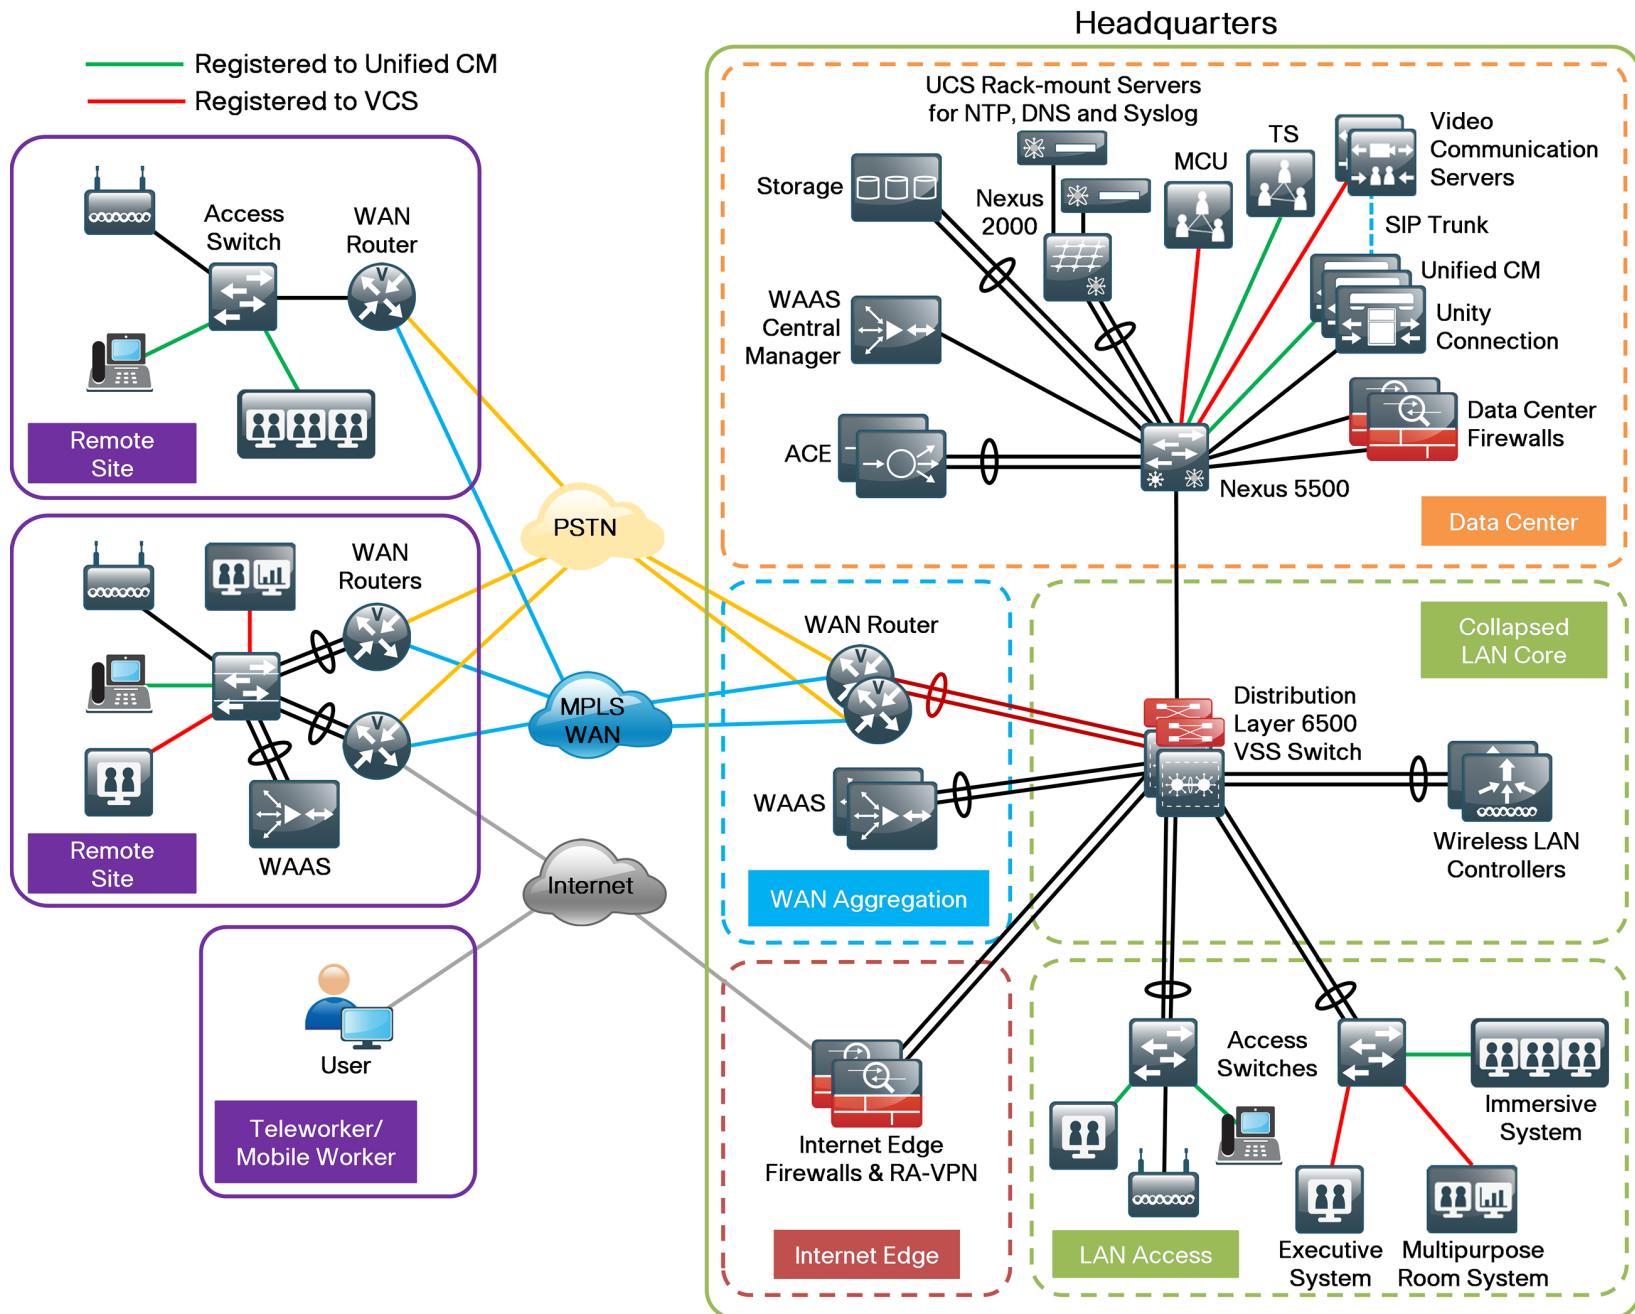 Headquarters
Registered to Unified CM
Registered to VCS
Access
Switch
WAN
Router
V
Remote
Site
WAN
Routers
V
V
WAAS
Remote
Site
User
Teleworker/
Mobile Worker
PSTN
MPLS
WAN
Internet
UCS Rack-mount Servers
for NTP, DNS and Syslog
Storage
Nexus
2000
MCU
TS
Video
Communication
Servers
SIP Trunk
Unified CM
Unity
Connection
WAAS
Central
Manager
ACE
Data Center
Firewalls
Nexus 5500
Data Center
WAN Router
V
V
WAAS
WAN Aggregation
Collapsed
LAN Core
Distribution
Layer 6500
VSS Switch
Wireless LAN
Controllers
Internet Edge
Firewalls & RA-VPN
Internet Edge
Access
Switches
Immersive
System
Executive
System
Multipurpose
Room System
LAN Access